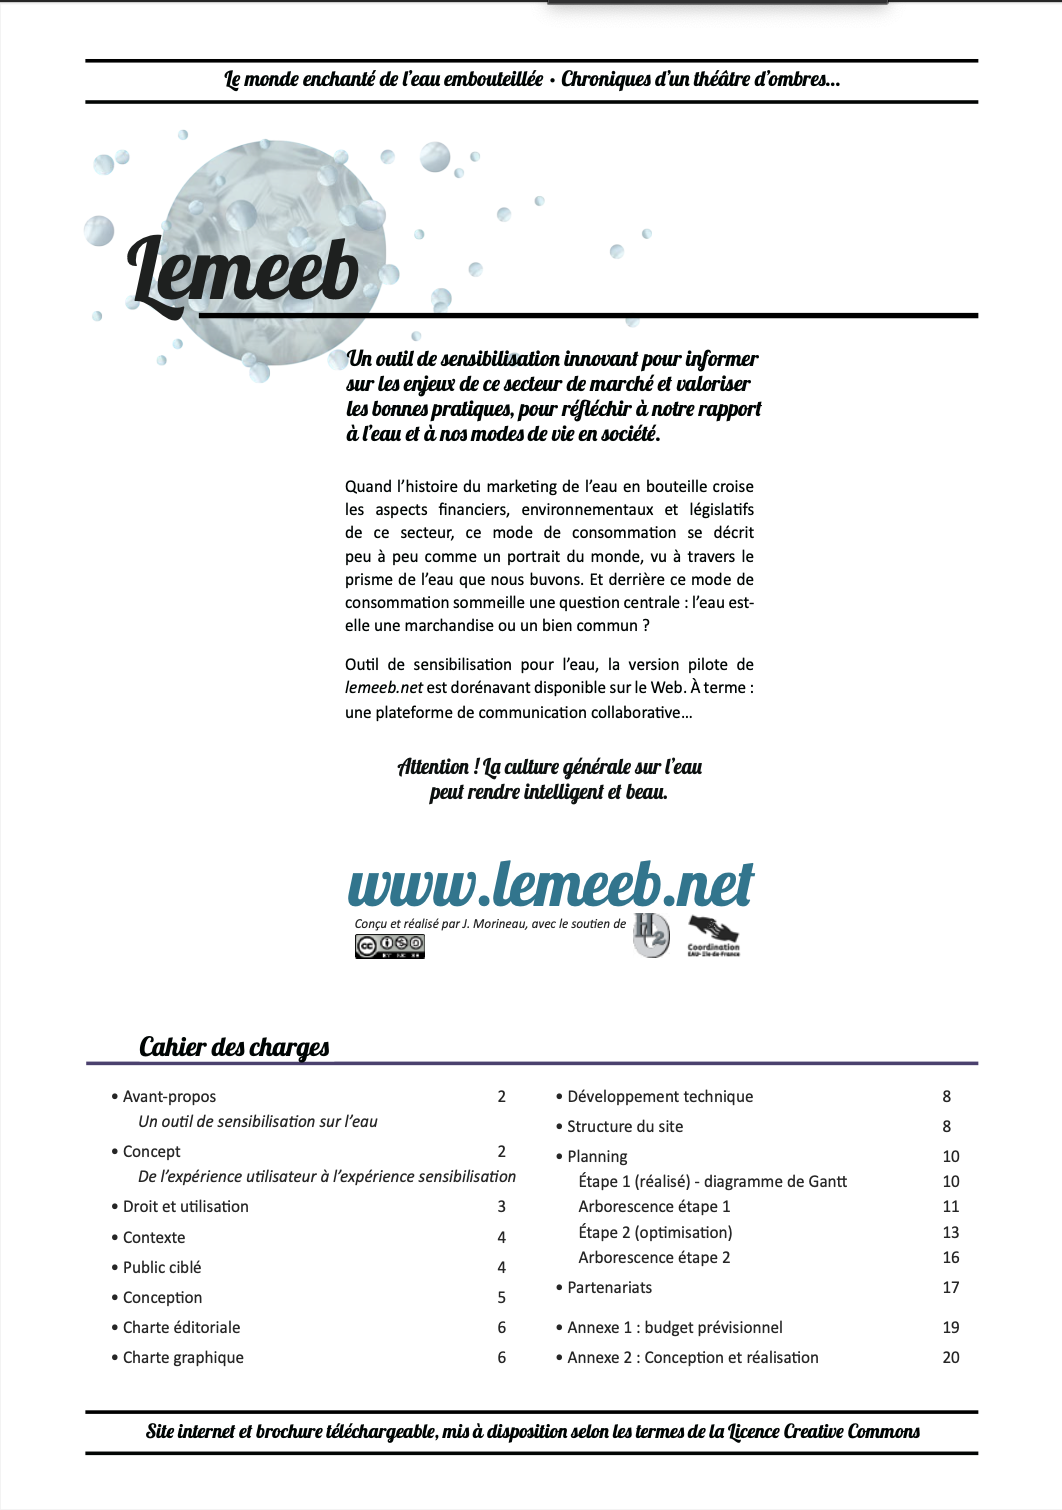 Le monde enchanté de l'eau embouteillée • Chroniques d'un théâtre d'ombres...
Lemeeb
Un outil de sensibilisation innovant pour informer
sur les enjeux de ce secteur de marché et valoriser
les bonnes pratiques, pour réfléchir à notre rapport
à l'eau et à nos modes de vie en société.
Quand l'histoire du marketing de l'eau en bouteille croise
les aspects financiers, environnementaux et législatifs
de ce secteur, ce mode de consommation se décrit
peu à peu comme un portrait du monde, vu à travers le
prisme de l'eau que nous buvons. Et derrière ce mode de
consommation sommeille une question centrale : l'eau est-
elle une marchandise ou un bien commun ?
Outil de sensibilisation pour l'eau, la version pilote de
lemeeb.net est dorénavant disponible sur le Web. À terme :
une plateforme de communication collaborative...
Attention ! La culture générale sur l'eau
peut rendre intelligent et beau.
www.lemeeb.net
Conçu et réalisé par J. Morineau, avec le soutien de
H2
cc
BY NC SA
Coordination
EAU-Ile-de-France
Cahier des charges
• Avant-propos 2
Un outil de sensibilisation sur l'eau
• Concept 2
De l'expérience utilisateur à l'expérience sensibilisation
• Droit et utilisation 3
• Contexte 4
• Public ciblé 4
• Conception 5
• Charte éditoriale 6
• Charte graphique 6
• Développement technique 8
• Structure du site 8
• Planning 10
Étape 1 (réalisé) - diagramme de Gantt 10
Arborescence étape 1 11
Étape 2 (optimisation) 13
Arborescence étape 2 16
• Partenariats 17
• Annexe 1 : budget prévisionnel 19
• Annexe 2 : Conception et réalisation 20
Site internet et brochure téléchargeable, mis à disposition selon les termes de la Licence Creative Commons